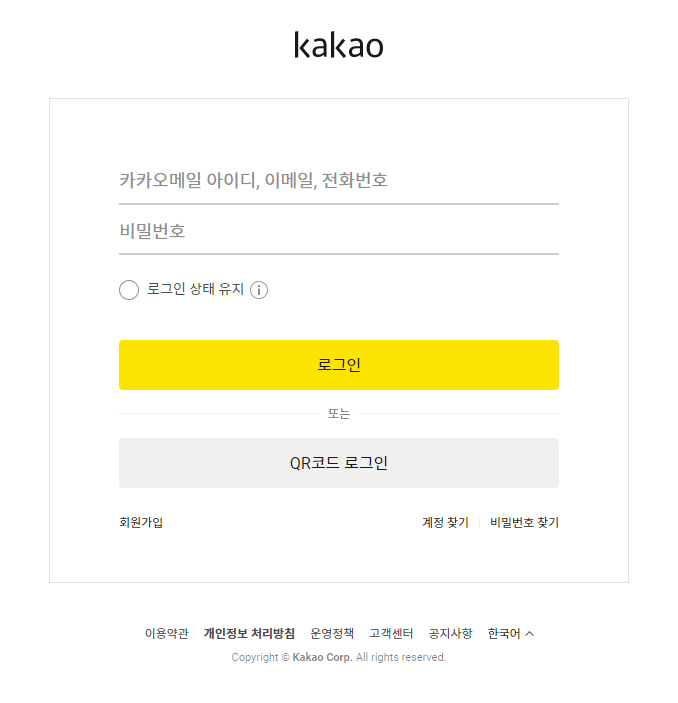 kakao
카카오메일 아이디, 이메일, 전화번호
비밀번호
로그인 상태 유지
로그인
또는
QR코드 로그인
회원가입 계정 찾기 비밀번호 찾기
이용약관 개인정보 처리방침 운영정책 고객센터 공지사항 한국어
Copyright © Kakao Corp. All rights reserved.